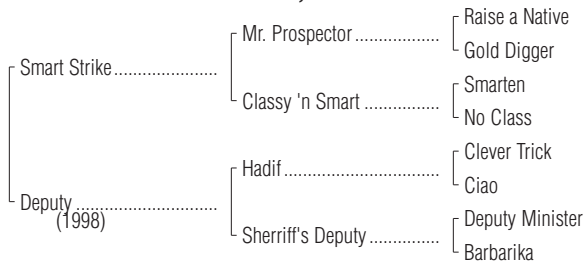 Raise a Native
Mr. Prospector
Gold Digger
Smart Strike
Smarten
Classy 'n Smart
No Class
Clever Trick
Hadif
Ciao
Deputy
(1998)
Deputy Minister
Sherriff's Deputy
Barbarika